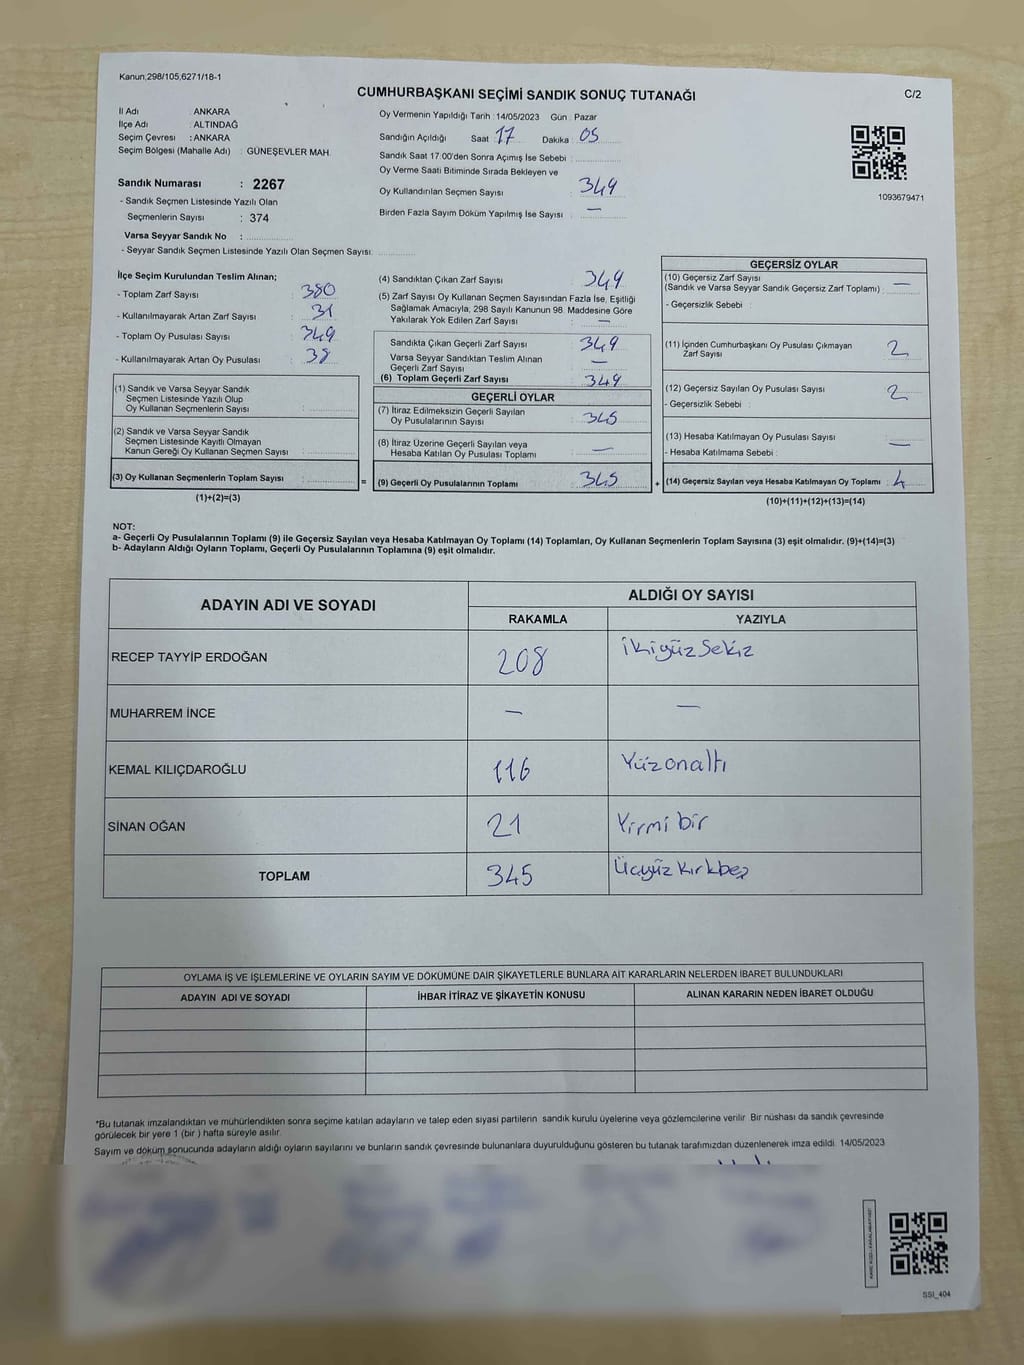 Kanun,298/105,6271/18-1
CUMHURBAŞKANI SEÇİMİ SANDIK SONUÇ TUTANAĞI
C/2
İl Adı : ANKARA
İlçe Adı : ALTINDAĞ
Seçim Çevresi : ANKARA
Seçim Bölgesi (Mahalle Adı) : GÜNEŞEVLER MAH.
Oy Vermenin Yapıldığı Tarih : 14/05/2023 Gün : Pazar
Sandığın Açıldığı Saat 17 Dakika 05
Sandık Saat 17:00'den Sonra Açımış İse Sebebi :
Oy Verme Saati Bitiminde Sırada Bekleyen ve
Oy Kullandırılan Seçmen Sayısı : 349
Birden Fazla Sayım Döküm Yapılmış İse Sayısı : —
1093679471
Sandık Numarası : 2267
- Sandık Seçmen Listesinde Yazılı Olan
Seçmenlerin Sayısı : 374
Varsa Seyyar Sandık No :
- Seyyar Sandık Seçmen Listesinde Yazılı Olan Seçmen Sayısı:
İlçe Seçim Kurulundan Teslim Alınan;
- Toplam Zarf Sayısı : 380
- Kullanılmayarak Artan Zarf Sayısı : 31
- Toplam Oy Pusulası Sayısı : 349
- Kullanılmayarak Artan Oy Pusulası : 38
(1) Sandık ve Varsa Seyyar Sandık
Seçmen Listesinde Yazılı Olup
Oy Kullanan Seçmenlerin Sayısı :
(2) Sandık ve Varsa Seyyar Sandık
Seçmen Listesinde Kayıtlı Olmayan
Kanun Gereği Oy Kullanan Seçmen Sayısı :
(3) Oy Kullanan Seçmenlerin Toplam Sayısı :
(1)+(2)=(3)
(4) Sandıktan Çıkan Zarf Sayısı : 349
(5) Zarf Sayısı Oy Kullanan Seçmen Sayısından Fazla İse, Eşitliği
Sağlamak Amacıyla; 298 Sayılı Kanunun 98. Maddesine Göre
Yakılarak Yok Edilen Zarf Sayısı : —
Sandıkta Çıkan Geçerli Zarf Sayısı : 349
Varsa Seyyar Sandıktan Teslim Alınan
Geçerli Zarf Sayısı : —
(6) Toplam Geçerli Zarf Sayısı : 349
GEÇERLİ OYLAR
(7) İtiraz Edilmeksizin Geçerli Sayılan
Oy Pusulalarının Sayısı : 345
(8) İtiraz Üzerine Geçerli Sayılan veya
Hesaba Katılan Oy Pusulası Toplamı : —
= (9) Geçerli Oy Pusulalarının Toplamı : 345
GEÇERSİZ OYLAR
(10) Geçersiz Zarf Sayısı
(Sandık ve Varsa Seyyar Sandık Geçersiz Zarf Toplamı) : —
- Geçersizlik Sebebi :
(11) İçinden Cumhurbaşkanı Oy Pusulası Çıkmayan
Zarf Sayısı : 2
(12) Geçersiz Sayılan Oy Pusulası Sayısı : 2
- Geçersizlik Sebebi :
(13) Hesaba Katılmayan Oy Pusulası Sayısı : —
- Hesaba Katılmama Sebebi :
+ (14) Geçersiz Sayılan veya Hesaba Katılmayan Oy Toplamı : 4
(10)+(11)+(12)+(13)=(14)
NOT:
a- Geçerli Oy Pusulalarının Toplamı (9) ile Geçersiz Sayılan veya Hesaba Katılmayan Oy Toplamı (14) Toplamları, Oy Kullanan Seçmenlerin Toplam Sayısına (3) eşit olmalıdır. (9)+(14)=(3)
b- Adayların Aldığı Oyların Toplamı, Geçerli Oy Pusulalarının Toplamına (9) eşit olmalıdır.
ADAYIN ADI VE SOYADI
ALDIĞI OY SAYISI
RAKAMLA YAZIYLA
RECEP TAYYİP ERDOĞAN 208 ikiyüzSekiz
MUHARREM İNCE — —
KEMAL KILIÇDAROĞLU 116 Yüzonaltı
SİNAN OĞAN 21 Yirmi bir
TOPLAM 345 Üçyüz kırkbeş
OYLAMA İŞ VE İŞLEMLERİNE VE OYLARIN SAYIM VE DÖKÜMÜNE DAİR ŞİKAYETLERLE BUNLARA AİT KARARLARIN NELERDEN İBARET BULUNDUKLARI
ADAYIN ADI VE SOYADI İHBAR İTİRAZ VE ŞİKAYETİN KONUSU ALINAN KARARIN NEDEN İBARET OLDUĞU
*Bu tutanak imzalandıktan ve mühürlendikten sonra seçime katılan adayların ve talep eden siyasi partilerin sandık kurulu üyelerine veya gözlemcilerine verilir. Bir nüshası da sandık çevresinde
görülecek bir yere 1 (bir ) hafta süreyle asılır.
Sayım ve döküm sonucunda adayların aldığı oyların sayılarını ve bunların sandık çevresinde bulunanlara duyurulduğunu gösteren bu tutanak tarafımızdan düzenlenerek imza edildi. 14/05/2023
SSI_404